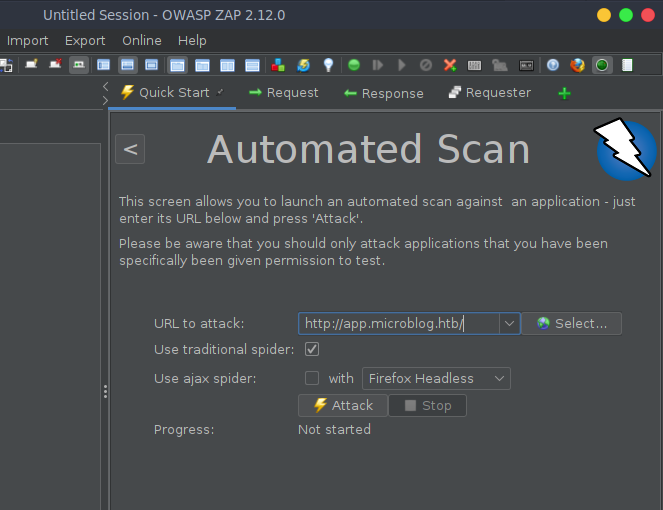 Untitled Session - OWASP ZAP 2.12.0
Import Export Online Help
Quick Start Request Response Requester
< Automated Scan
This screen allows you to launch an automated scan against  an application - just
enter its URL below and press 'Attack'.
Please be aware that you should only attack applications that you have been
specifically been given permission to test.
URL to attack: http://app.microblog.htb/ Select...
Use traditional spider:
Use ajax spider: with Firefox Headless
Attack Stop
Progress: Not started